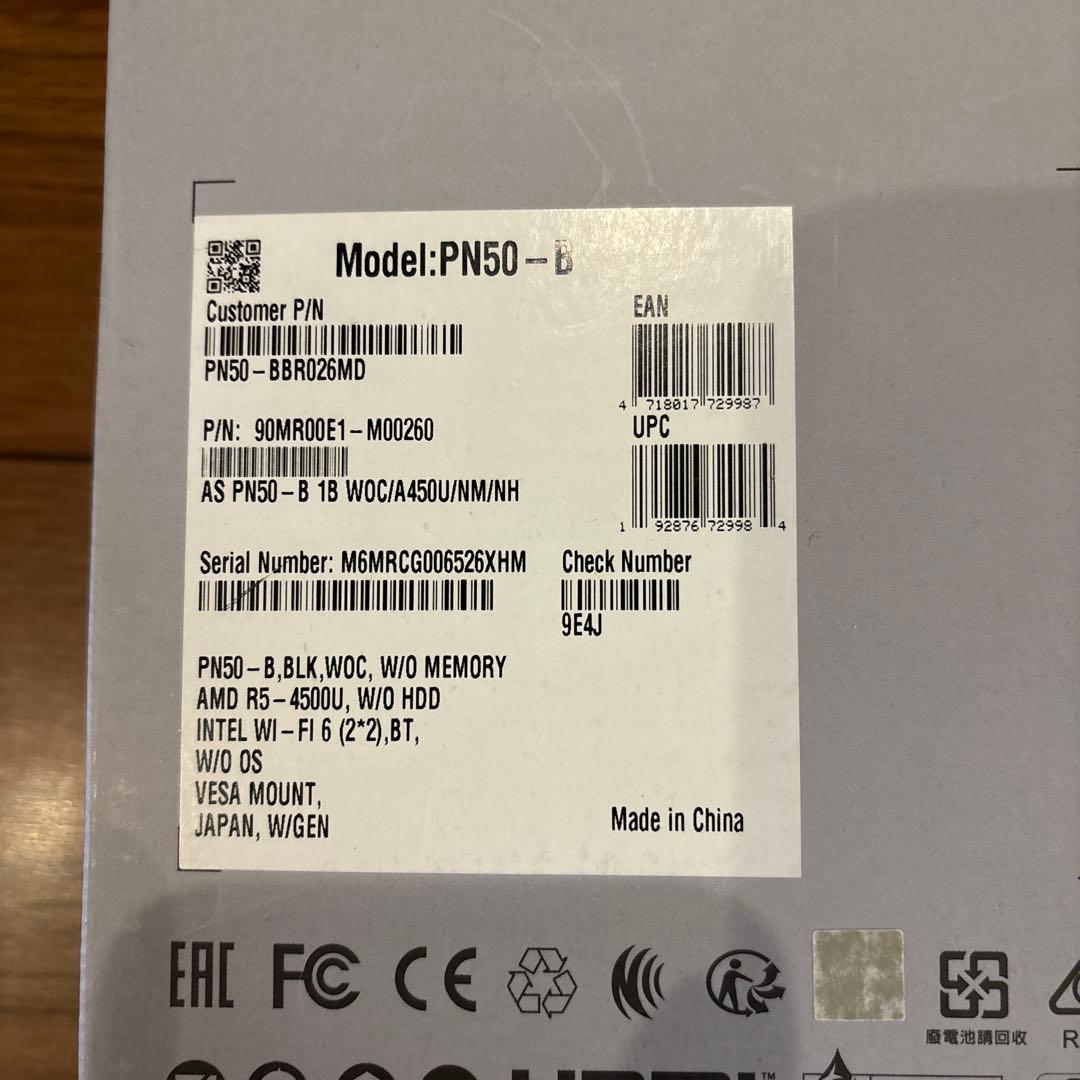 Model:PN50-B
Customer P/N
PN50-BBR026MD
EAN
4 718017 729987
P/N: 90MR00E1-M00260
UPC
AS PN50-B 1B WOC/A450U/NM/NH
1 92876 72998 4
Serial Number: M6MRCG006526XHM
Check Number
9E4J
PN50-B,BLK,WOC, W/O MEMORY
AMD R5-4500U, W/O HDD
INTEL WI-FI 6 (2*2),BT,
W/O OS
VESA MOUNT,
JAPAN, W/GEN
Made in China
EAC FC CE
廢電池請回收